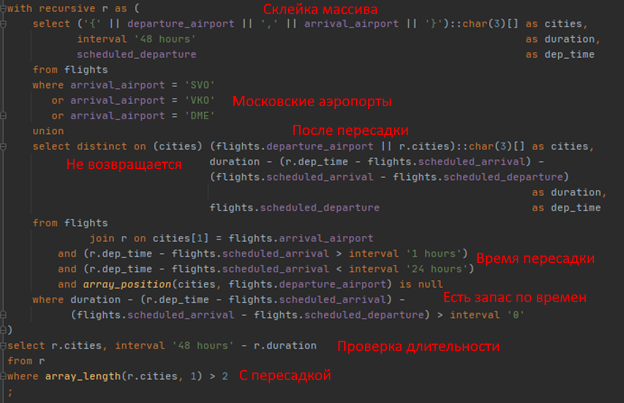 with recursive r as (
Склейка массива
select ('{' || departure_airport || ',' || arrival_airport || '}')::char(3)[] as cities,
interval '48 hours' as duration,
scheduled_departure as dep_time
from flights
where arrival_airport = 'SVO'
or arrival_airport = 'VKO' Московские аэропорты
or arrival_airport = 'DME'
union После пересадки
select distinct on (cities) (flights.departure_airport || r.cities)::char(3)[] as cities,
Не возвращается duration - (r.dep_time - flights.scheduled_arrival) -
(flights.scheduled_arrival - flights.scheduled_departure)
as duration,
flights.scheduled_departure as dep_time
from flights
join r on cities[1] = flights.arrival_airport
and (r.dep_time - flights.scheduled_arrival > interval '1 hours') Время пересадки
and (r.dep_time - flights.scheduled_arrival < interval '24 hours')
and array_position(cities, flights.departure_airport) is null
Есть запас по времен
where duration - (r.dep_time - flights.scheduled_arrival) -
(flights.scheduled_arrival - flights.scheduled_departure) > interval '0'
)
select r.cities, interval '48 hours' - r.duration Проверка длительности
from r
where array_length(r.cities, 1) > 2 С пересадкой
;